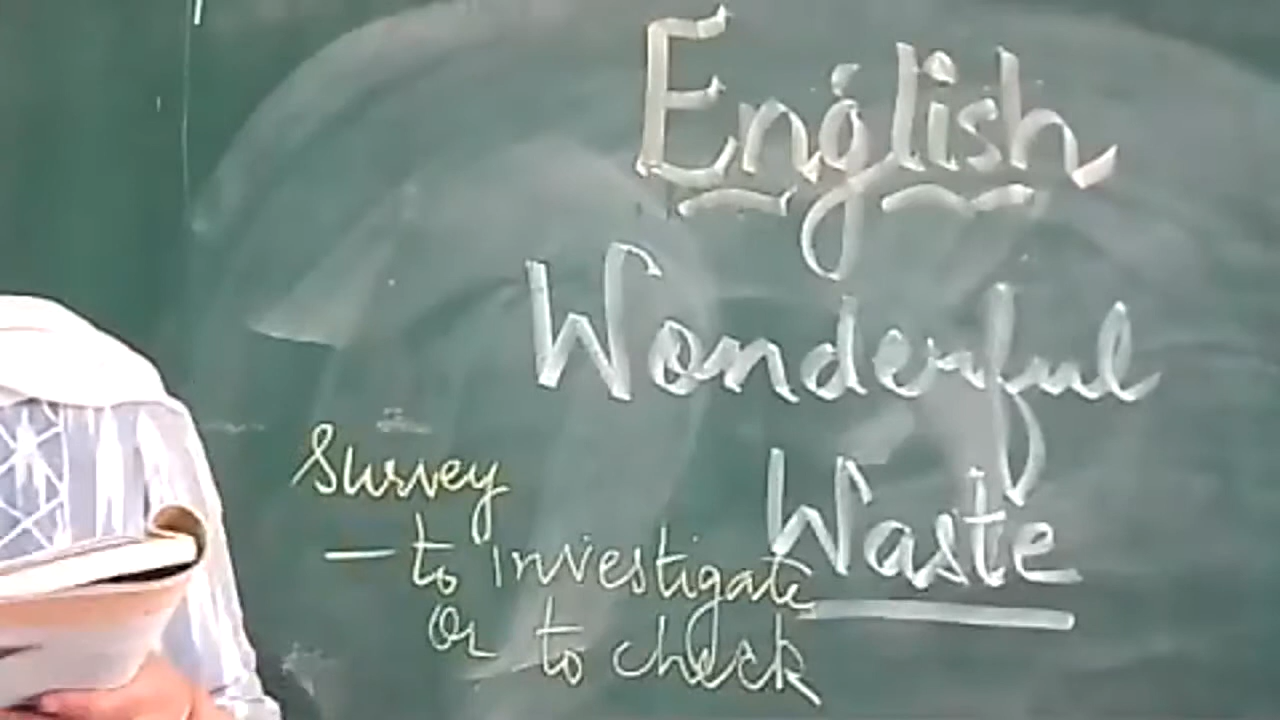 English
Wonderful
Waste
Survey
– to investigate
Or to check